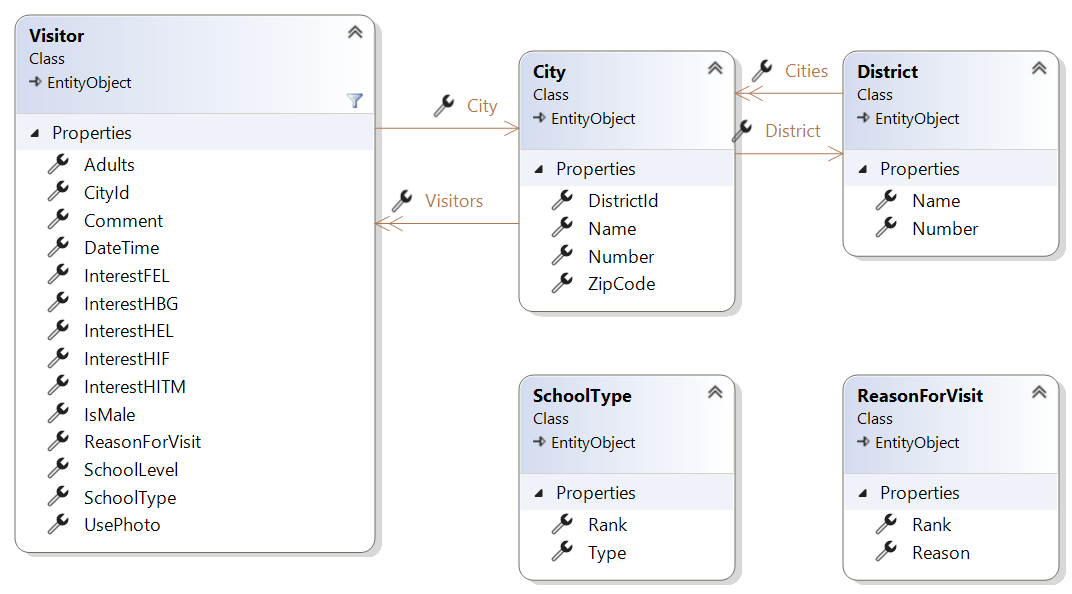 Visitor
Class
EntityObject
Properties
Adults
CityId
Comment
DateTime
InterestFEL
InterestHBG
InterestHEL
InterestHIF
InterestHITM
IsMale
ReasonForVisit
SchoolLevel
SchoolType
UsePhoto
City
Visitors
City
Class
EntityObject
Properties
DistrictId
Name
Number
ZipCode
Cities
District
District
Class
EntityObject
Properties
Name
Number
SchoolType
Class
EntityObject
Properties
Rank
Type
ReasonForVisit
Class
EntityObject
Properties
Rank
Reason